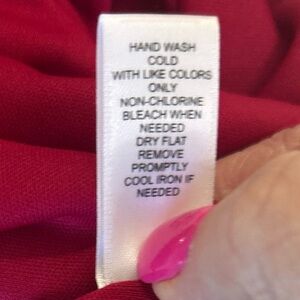 HAND WASH
COLD
WITH LIKE COLORS
ONLY
NON-CHLORINE
BLEACH WHEN
NEEDED
DRY FLAT
REMOVE
PROMPTLY
COOL IRON IF
NEEDED